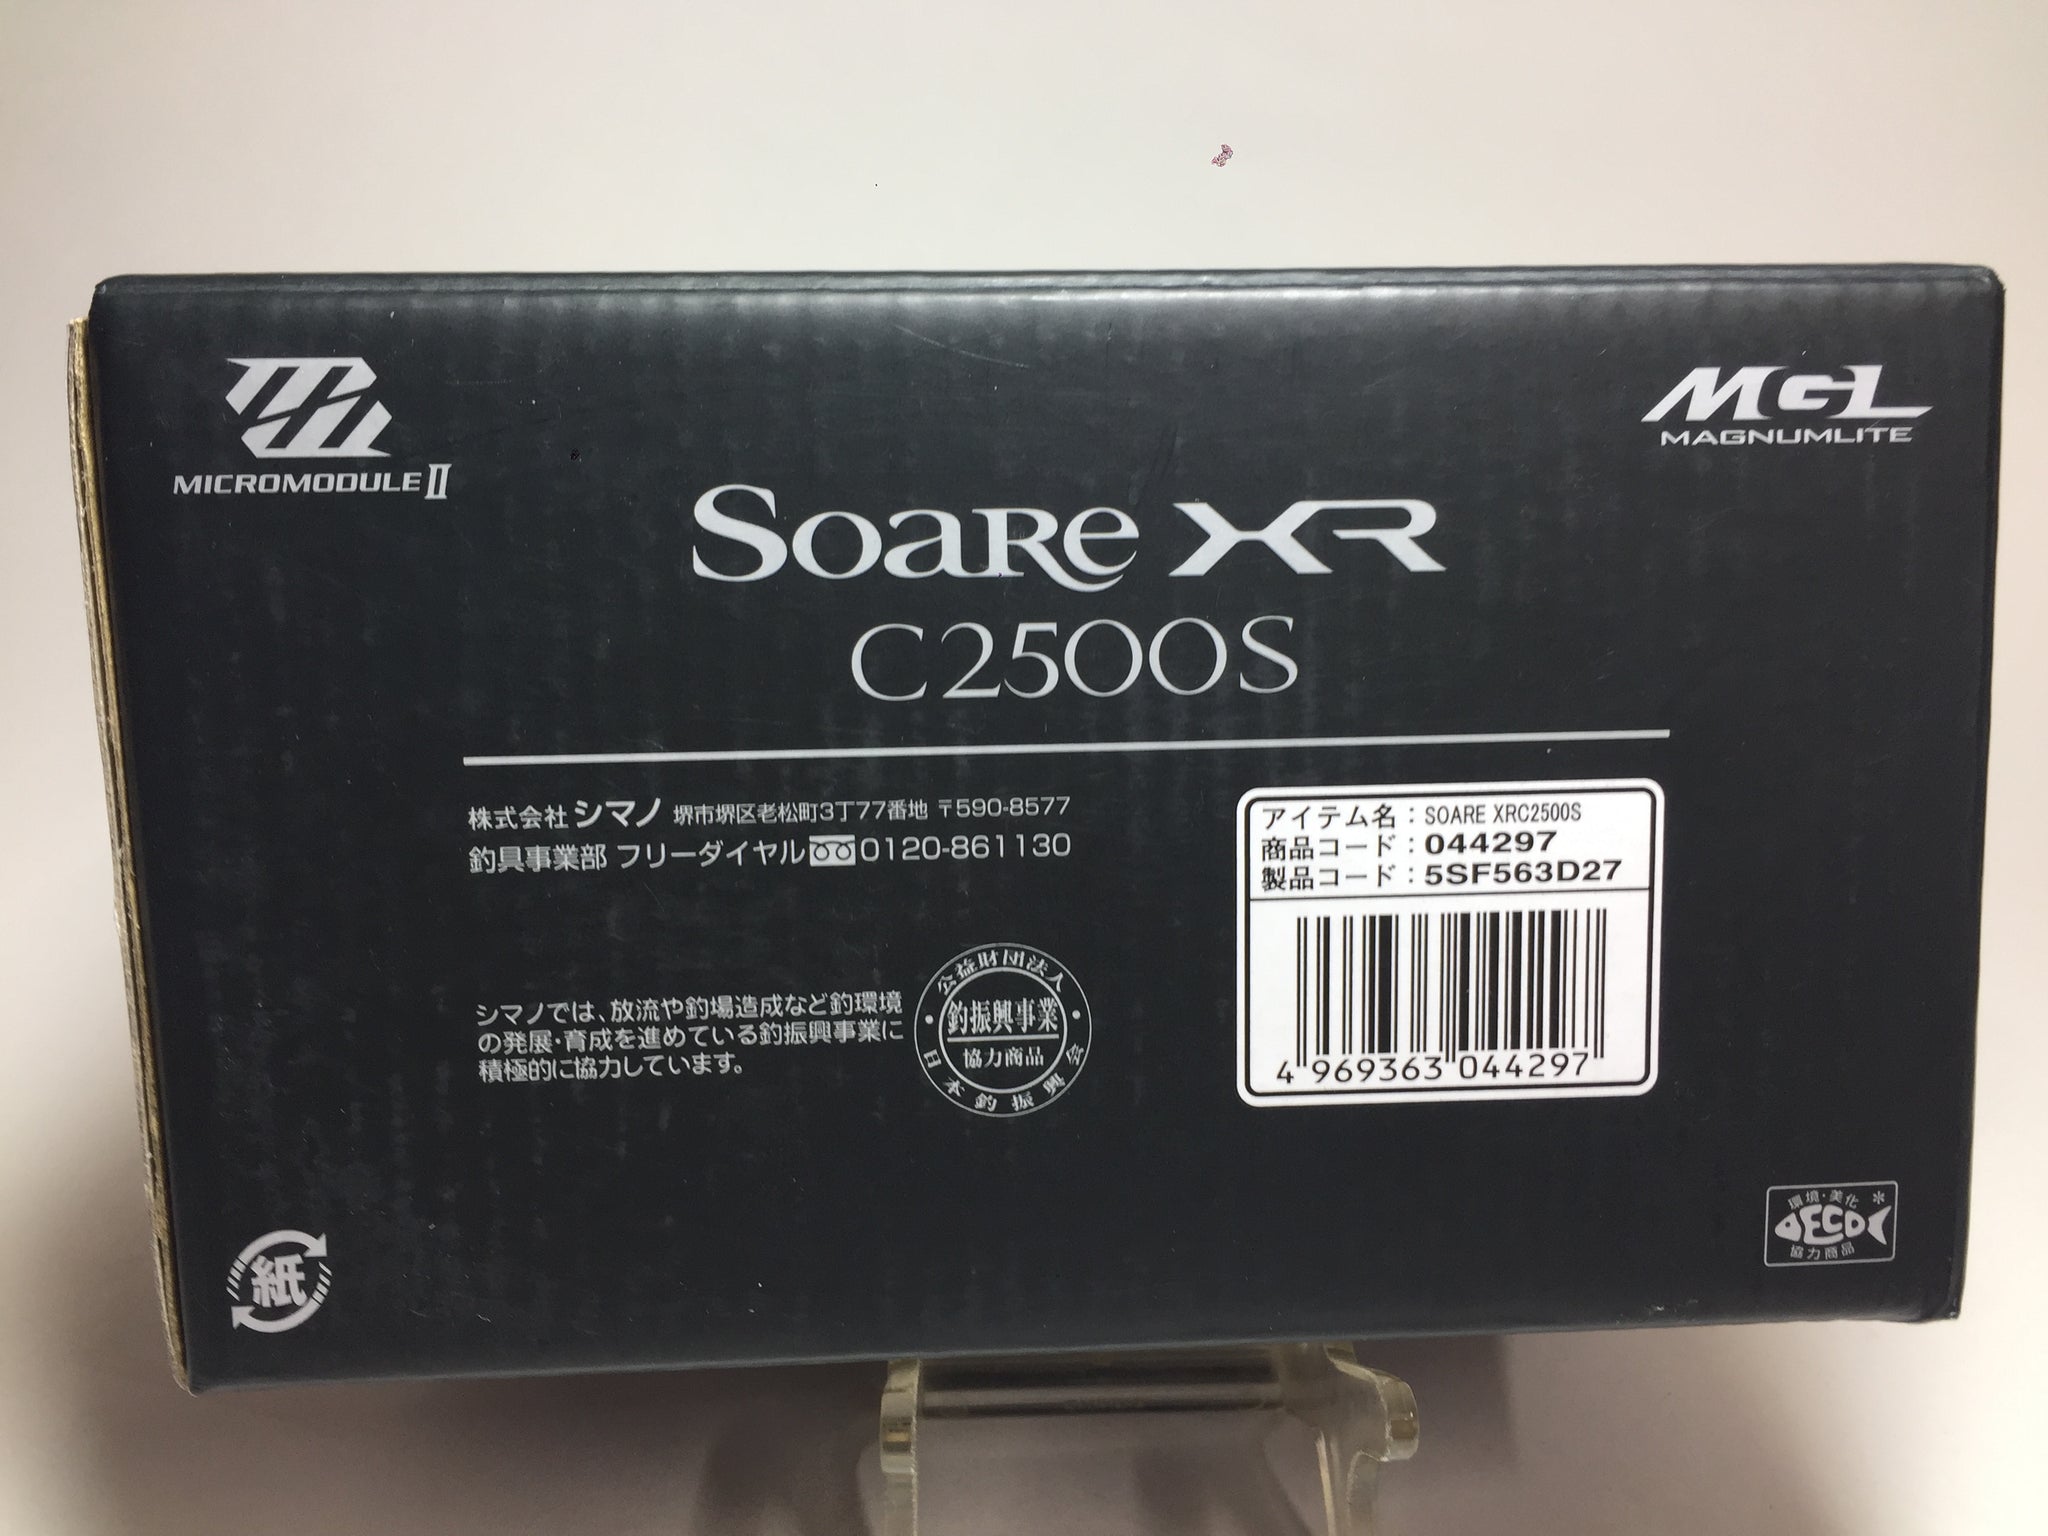 MICROMODULE II
MGL
MAGNUMLITE
SOARE XR
C2500S
株式会社 シマノ 堺市堺区老松町3丁77番地 〒590-8577
釣具事業部 フリーダイヤル 0120-861130
アイテム名：SOARE XRC2500S
商品コード：044297
製品コード：5SF563D27
4 969363 044297
シマノでは、放流や釣場造成など釣環境
の発展・育成を進めている釣振興事業に
積極的に協力しています。
公益財団法人
釣振興事業
協力商品
日本釣振興会
紙
環境・美化
ECO
協力商品